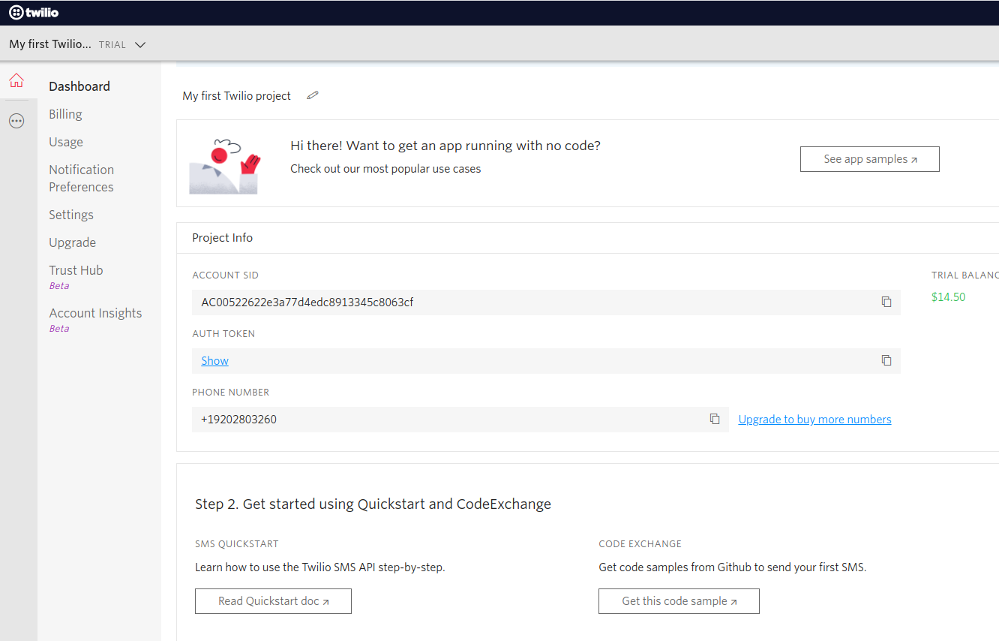 twilio
My first Twilio... TRIAL
Dashboard
Billing
Usage
Notification
Preferences
Settings
Upgrade
Trust Hub
Beta
Account Insights
Beta
My first Twilio project
Hi there! Want to get an app running with no code?
Check out our most popular use cases
See app samples
Project Info
ACCOUNT SID
AC00522622e3a77d4edc8913345c8063cf
AUTH TOKEN
Show
PHONE NUMBER
+19202803260
Upgrade to buy more numbers
TRIAL BALANC
$14.50
Step 2. Get started using Quickstart and CodeExchange
SMS QUICKSTART
Learn how to use the Twilio SMS API step-by-step.
Read Quickstart doc
CODE EXCHANGE
Get code samples from Github to send your first SMS.
Get this code sample